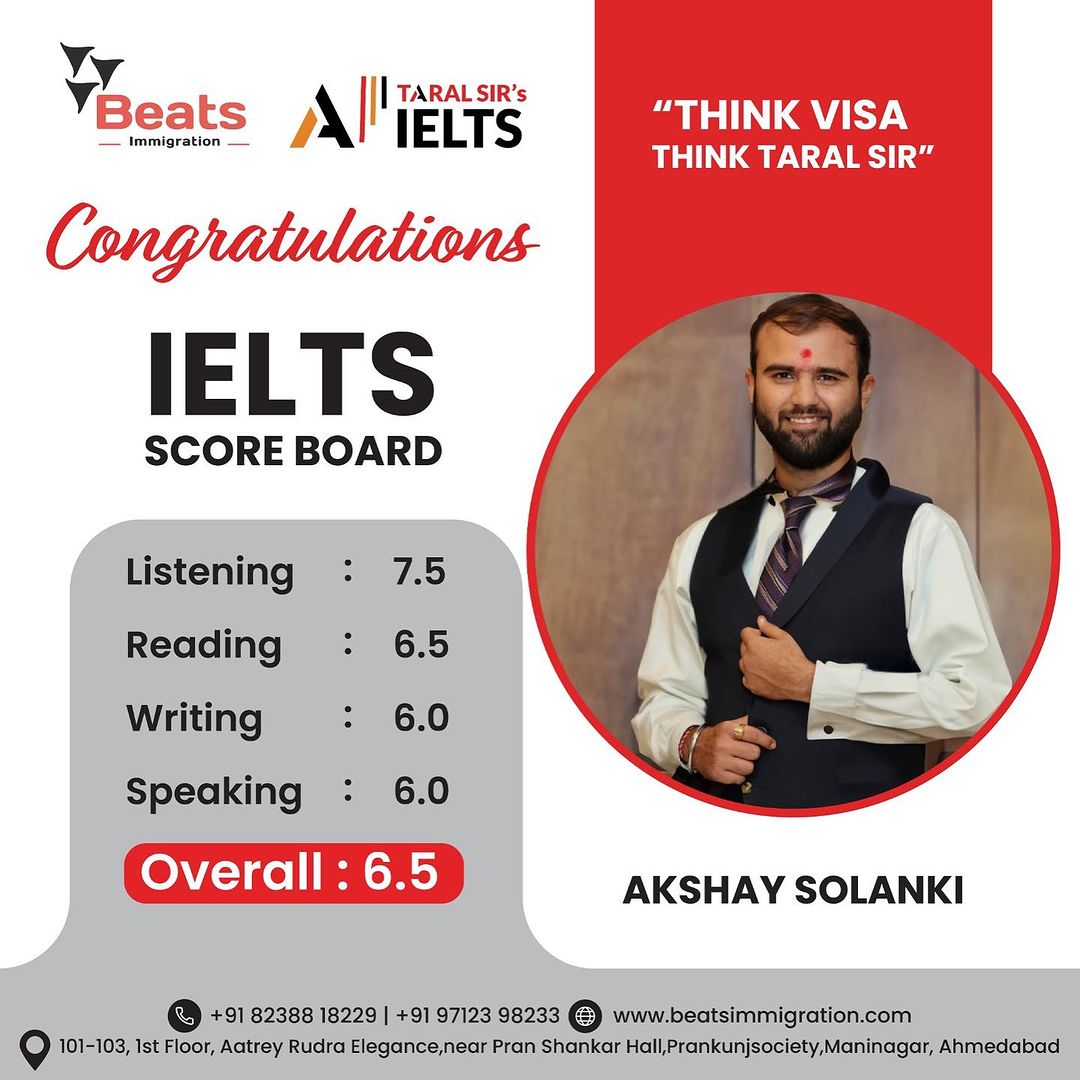 Beats
Immigration
TARAL SIR's
IELTS
"THINK VISA
THINK TARAL SIR"
Congratulations
IELTS
SCORE BOARD
Listening : 7.5
Reading : 6.5
Writing : 6.0
Speaking : 6.0
Overall : 6.5
AKSHAY SOLANKI
+91 82388 18229 | +91 97123 98233 www.beatsimmigration.com
101-103, 1st Floor, Aatrey Rudra Elegance,near Pran Shankar Hall,Prankunjsociety,Maninagar, Ahmedabad